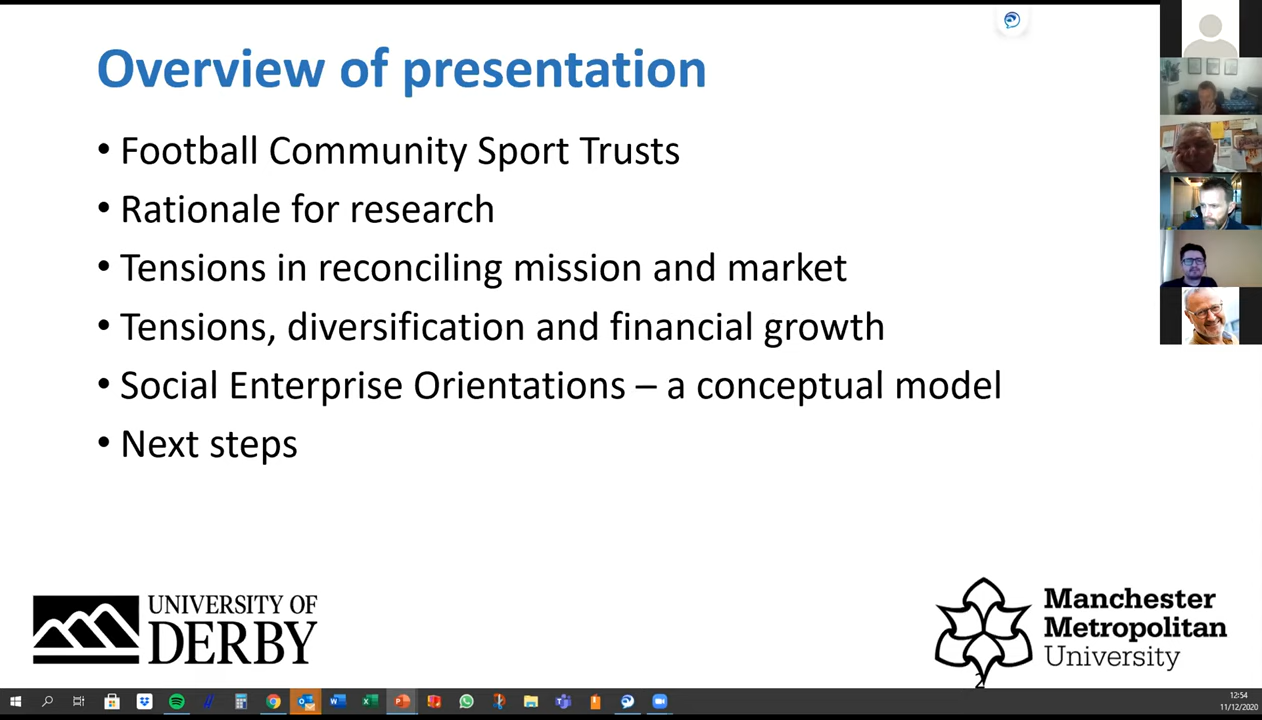 Overview of presentation
• Football Community Sport Trusts
• Rationale for research
• Tensions in reconciling mission and market
• Tensions, diversification and financial growth
• Social Enterprise Orientations – a conceptual model
• Next steps
UNIVERSITY OF
DERBY
Manchester
Metropolitan
University
12:54
11/12/2020